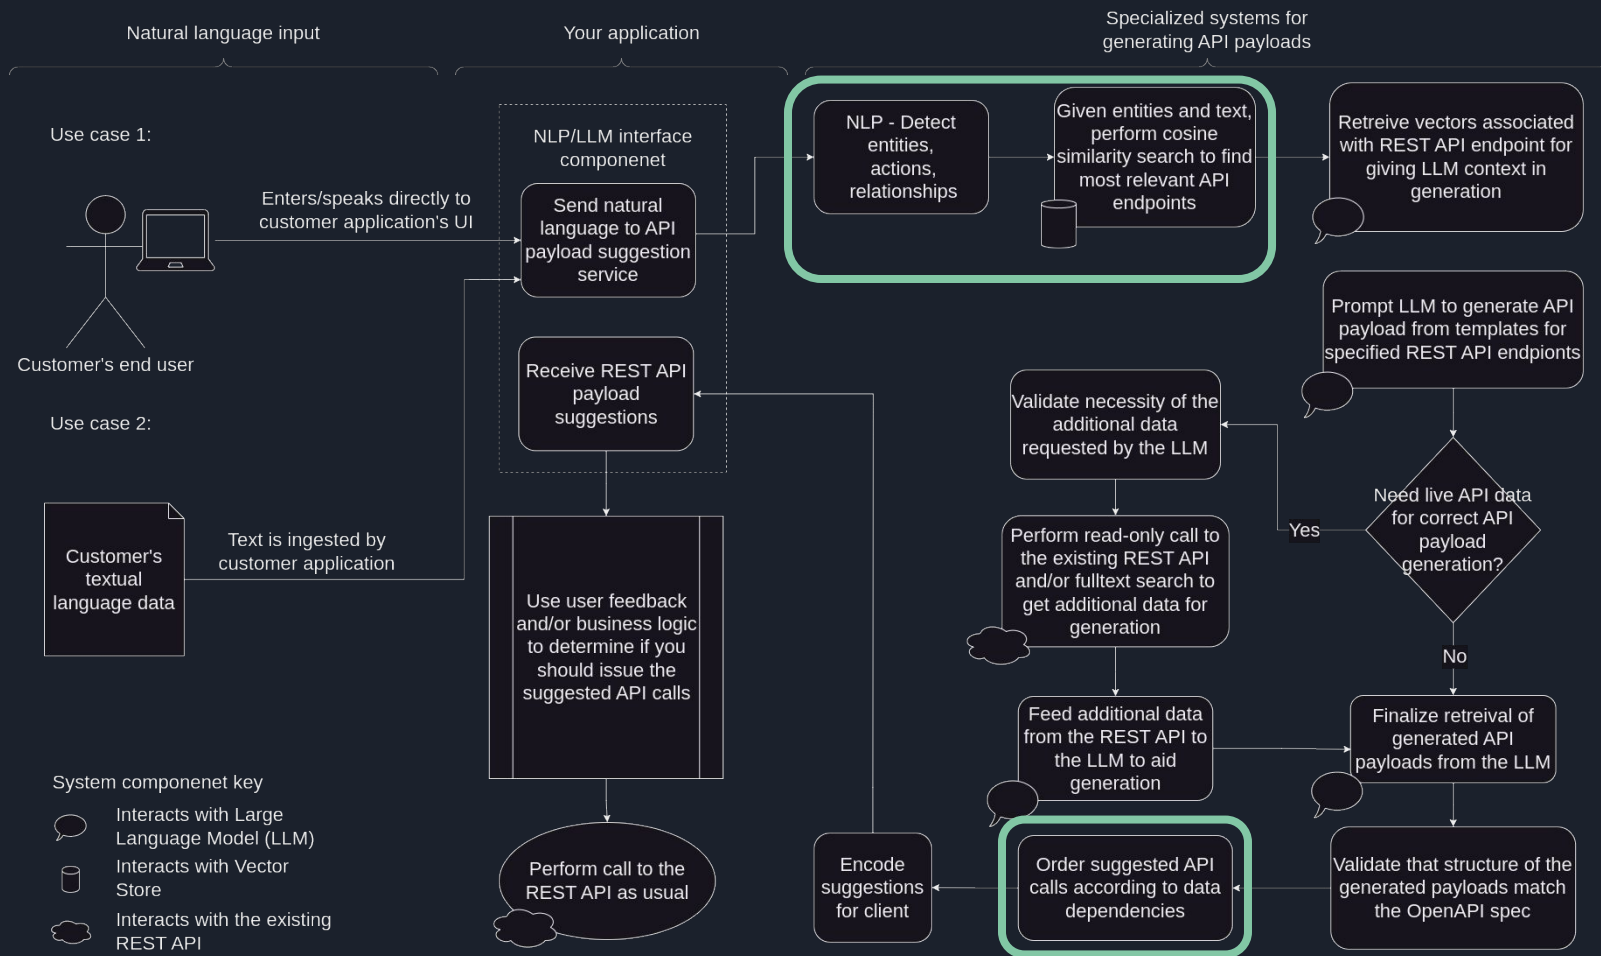 Natural language input
Your application
Specialized systems for
generating API payloads
Use case 1:
Enters/speaks directly to
customer application's UI
Customer's end user
Use case 2:
Customer's
textual
language data
Text is ingested by
customer application
NLP/LLM interface
componenet
Send natural
language to API
payload suggestion
service
Receive REST API
payload
suggestions
Use user feedback
and/or business logic
to determine if you
should issue the
suggested API calls
Perform call to the
REST API as usual
NLP - Detect
entities,
actions,
relationships
Given entities and text,
perform cosine
similarity search to find
most relevant API
endpoints
Retreive vectors associated
with REST API endpoint for
giving LLM context in
generation
Prompt LLM to generate API
payload from templates for
specified REST API endpionts
Need live API data
for correct API
payload
generation?
Yes
No
Validate necessity of the
additional data
requested by the LLM
Perform read-only call to
the existing REST API
and/or fulltext search to
get additional data for
generation
Feed additional data
from the REST API to
the LLM to aid
generation
Finalize retreival of
generated API
payloads from the LLM
Validate that structure of the
generated payloads match
the OpenAPI spec
Order suggested API
calls according to data
dependencies
Encode
suggestions
for client
System componenet key
Interacts with Large
Language Model (LLM)
Interacts with Vector
Store
Interacts with the existing
REST API